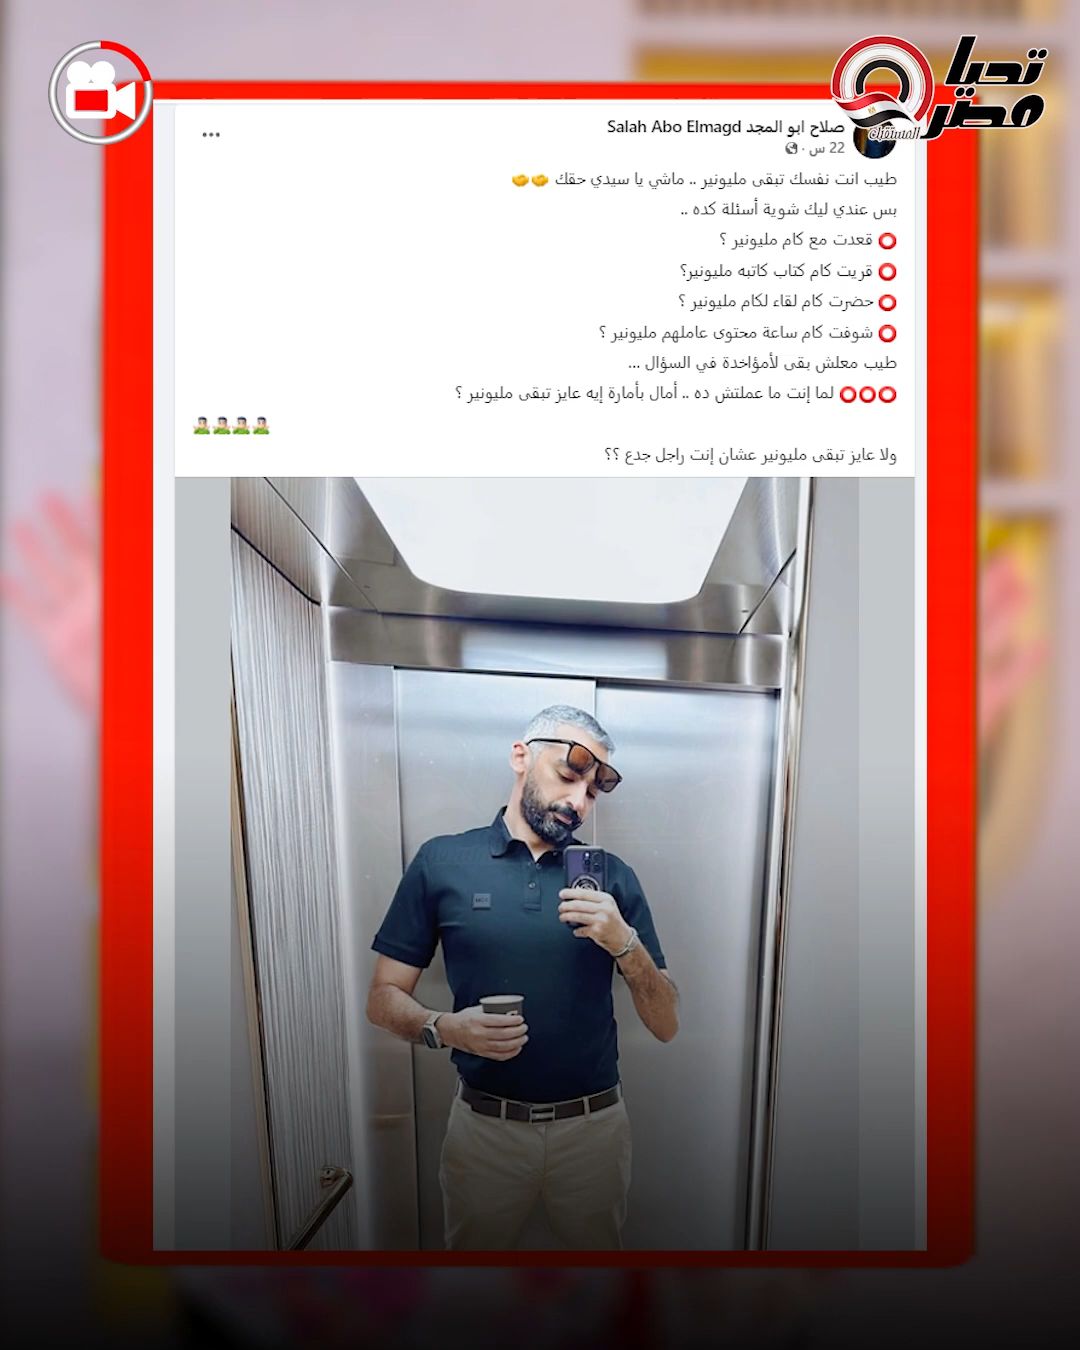 تحيا
مصر
المستقبل
صلاح ابو المجد Salah Abo Elmagd
22 س ·
طيب انت نفسك تبقى مليونير .. ماشي يا سيدي حقك 🤝🤝
بس عندي ليك شوية أسئلة كده ..
⭕ قعدت مع كام مليونير ؟
⭕ قريت كام كتاب كاتبه مليونير؟
⭕ حضرت كام لقاء لكام مليونير ؟
⭕ شوفت كام ساعة محتوى عاملهم مليونير ؟
طيب معلش بقى لأمؤاخدة في السؤال ...
⭕⭕⭕ لما إنت ما عملتش ده .. أمال بأمارة إيه عايز تبقى مليونير ؟
🤷🏻‍♂️🤷🏻‍♂️🤷🏻‍♂️🤷🏻‍♂️
ولا عايز تبقى مليونير عشان إنت راجل جدع ؟؟